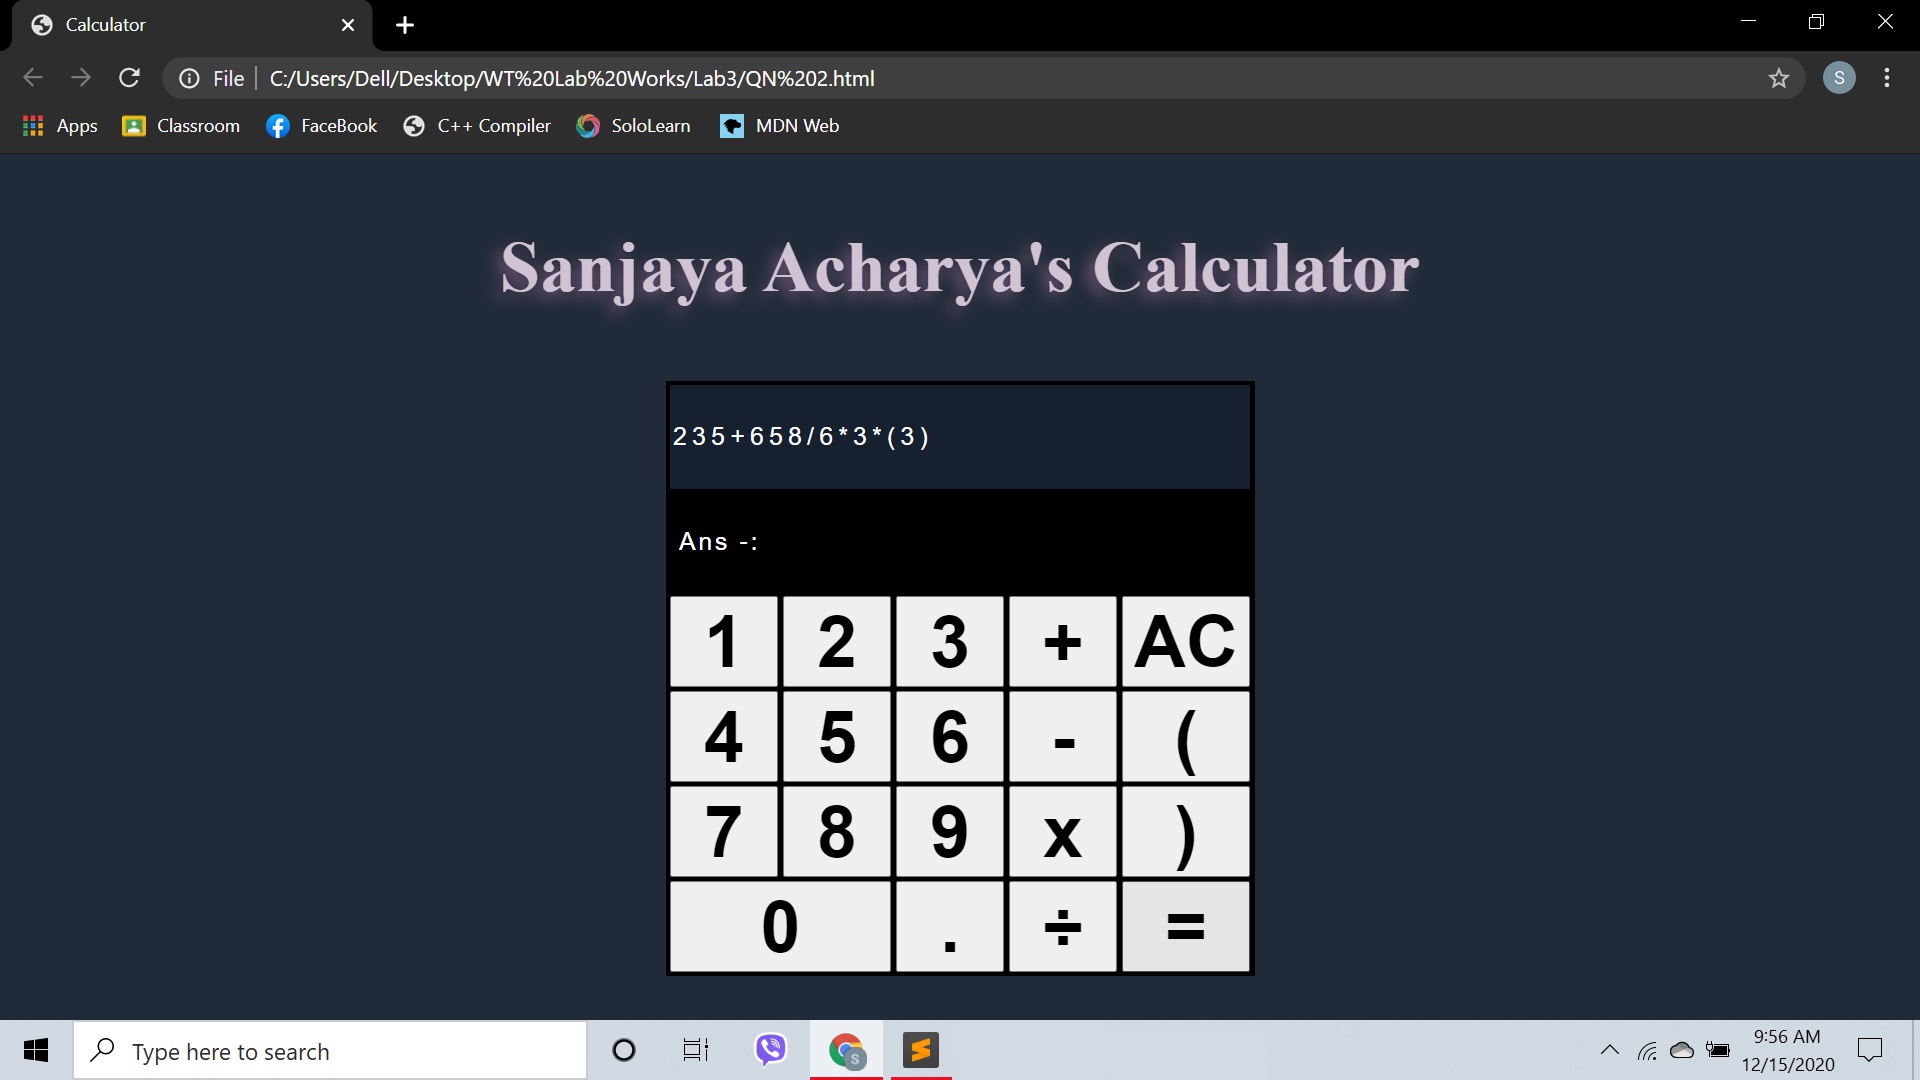 Calculator
File C:/Users/Dell/Desktop/WT%20Lab%20Works/Lab3/QN%202.html S
Apps Classroom FaceBook C++ Compiler SoloLearn MDN Web
Sanjaya Acharya's Calculator
235+658/6*3*(3)
Ans -:
1 2 3 + AC
4 5 6 - (
7 8 9 x )
0 . ÷ =
Type here to search
S
9:56 AM
12/15/2020